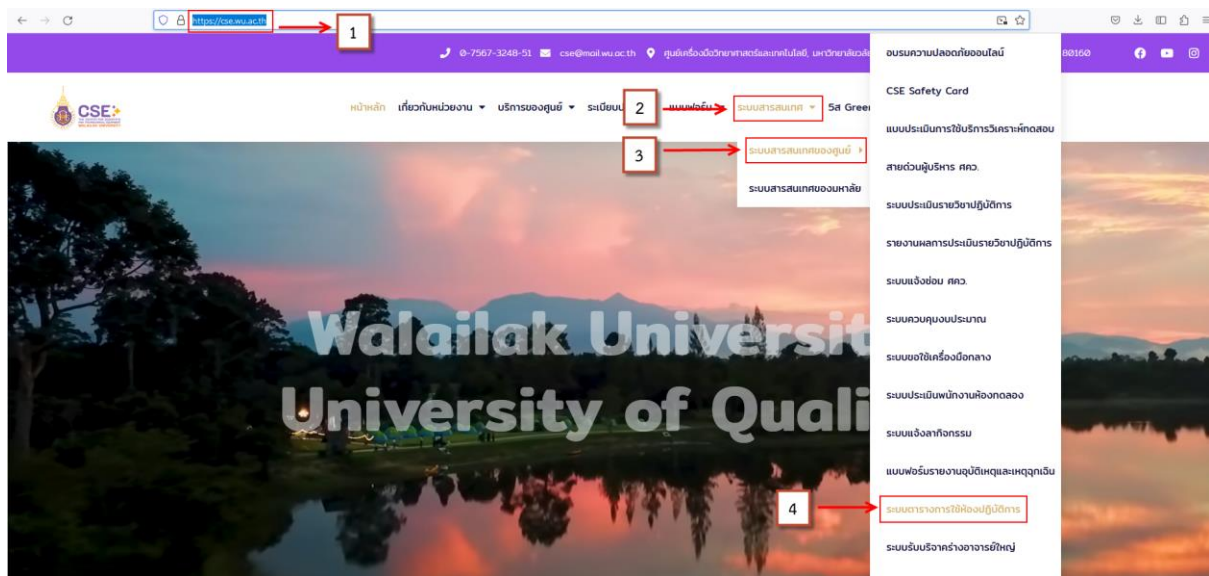 https://cse.wu.ac.th
1
0-7567-3248-51 cse@mail.wu.ac.th ศูนย์เครื่องมือวิทยาศาสตร์และเทคโนโลยี, 80160
CSE
หน้าหลัก เกี่ยวกับหน่วยงาน บริการของศูนย์ 2 แบบฟอร์ม ระบบสารสนเทศ 5ส Green
3 ระบบสารสนเทศของศูนย์
ระบบสารสนเทศของมหาลัย
อบรมความปลอดภัยออนไลน์
CSE Safety Card
แบบประเมินการใช้บริการวิเคราะห์ทดสอบ
สายด่วนผู้บริหาร ศคว.
ระบบประเมินรายวิชาปฏิบัติการ
รายงานผลการประเมินรายวิชาปฏิบัติการ
ระบบแจ้งซ่อม ศคว.
ระบบควบคุมงบประมาณ
ระบบขอใช้เครื่องมือกลาง
ระบบประเมินพนักงานห้องทดลอง
ระบบแจ้งลากิจกรรม
แบบฟอร์มรายงานอุบัติเหตุและเหตุฉุกเฉิน
4 ระบบตารางการใช้ห้องปฏิบัติการ
ระบบรับบริจาคร่างอาจารย์ใหญ่
Walailak Universit
University of Quali